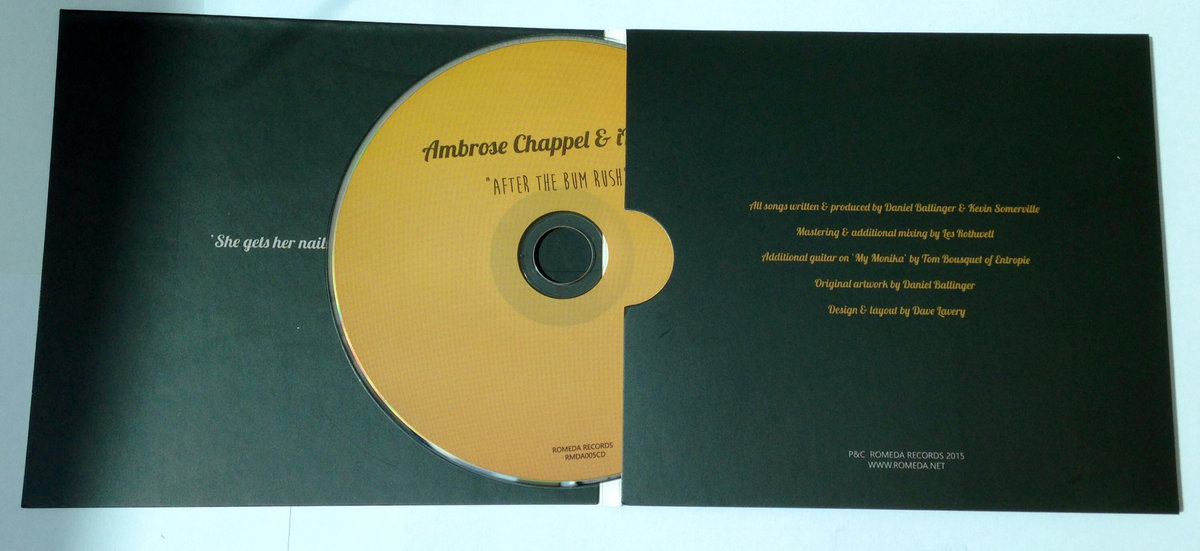 'She gets her nail
Ambrose Chappel &
"AFTER THE BUM RUSH"
ROMEDA RECORDS
RMDA005CD
All songs written & produced by Daniel Ballinger & Kevin Somerville
Mastering & additional mixing by Les Rothwell
Additional guitar on 'My Monika' by Tom Bousquet of Entropie
Original artwork by Daniel Ballinger
Design & layout by Dave Lavery
P&C ROMEDA RECORDS 2015
WWW.ROMEDA.NET